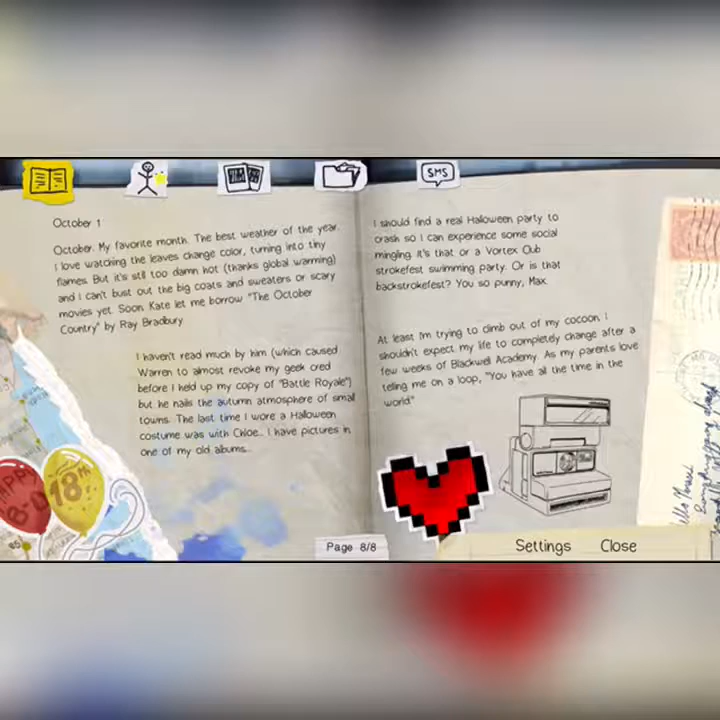 SMS
October 1
October. My favorite month. The best weather of the year.
I love watching the leaves change color, turning into tiny
flames. But it's still too damn hot (thanks global warming)
and I can't bust out the big coats and sweaters or scary
movies yet. Soon. Kate let me borrow "The October
Country" by Ray Bradbury
I haven't read much by him (which caused
Warren to almost revoke my geek cred
before I held up my copy of "Battle Royale")
but he nails the autumn atmosphere of small
towns. The last time I wore a Halloween
costume was with Chloe... I have pictures in
one of my old albums...
I should find a real Halloween party to
crash so I can experience some social
mingling. It's that or a Vortex Club
strokefest swimming party. Or is that
backstrokefest? You so punny, Max.
At least I'm trying to climb out of my cocoon. I
shouldn't expect my life to completely change after a
few weeks of Blackwell Academy. As my parents love
telling me on a loop, "You have all the time in the
world."
HAPPY
B-D
18th
Page 8/8
Settings Close